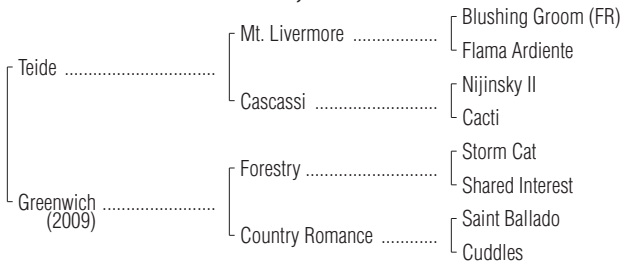 Blushing Groom (FR)
Mt. Livermore ..................
Flama Ardiente
Teide ................................
Nijinsky II
Cascassi ..........................
Cacti
Storm Cat
Forestry ............................
Shared Interest
Greenwich ........................
(2009)
Saint Ballado
Country Romance ............
Cuddles